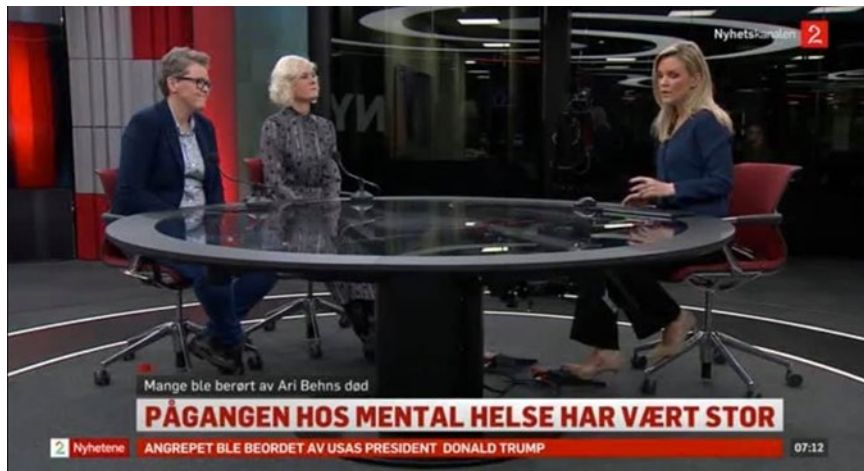 Nyhetskanalen 2
NY
Mange ble berørt av Ari Behns død
PÅGANGEN HOS MENTAL HELSE HAR VÆRT STOR
2 Nyhetene ANGREPET BLE BEORDET AV USAS PRESIDENT DONALD TRUMP 07:12